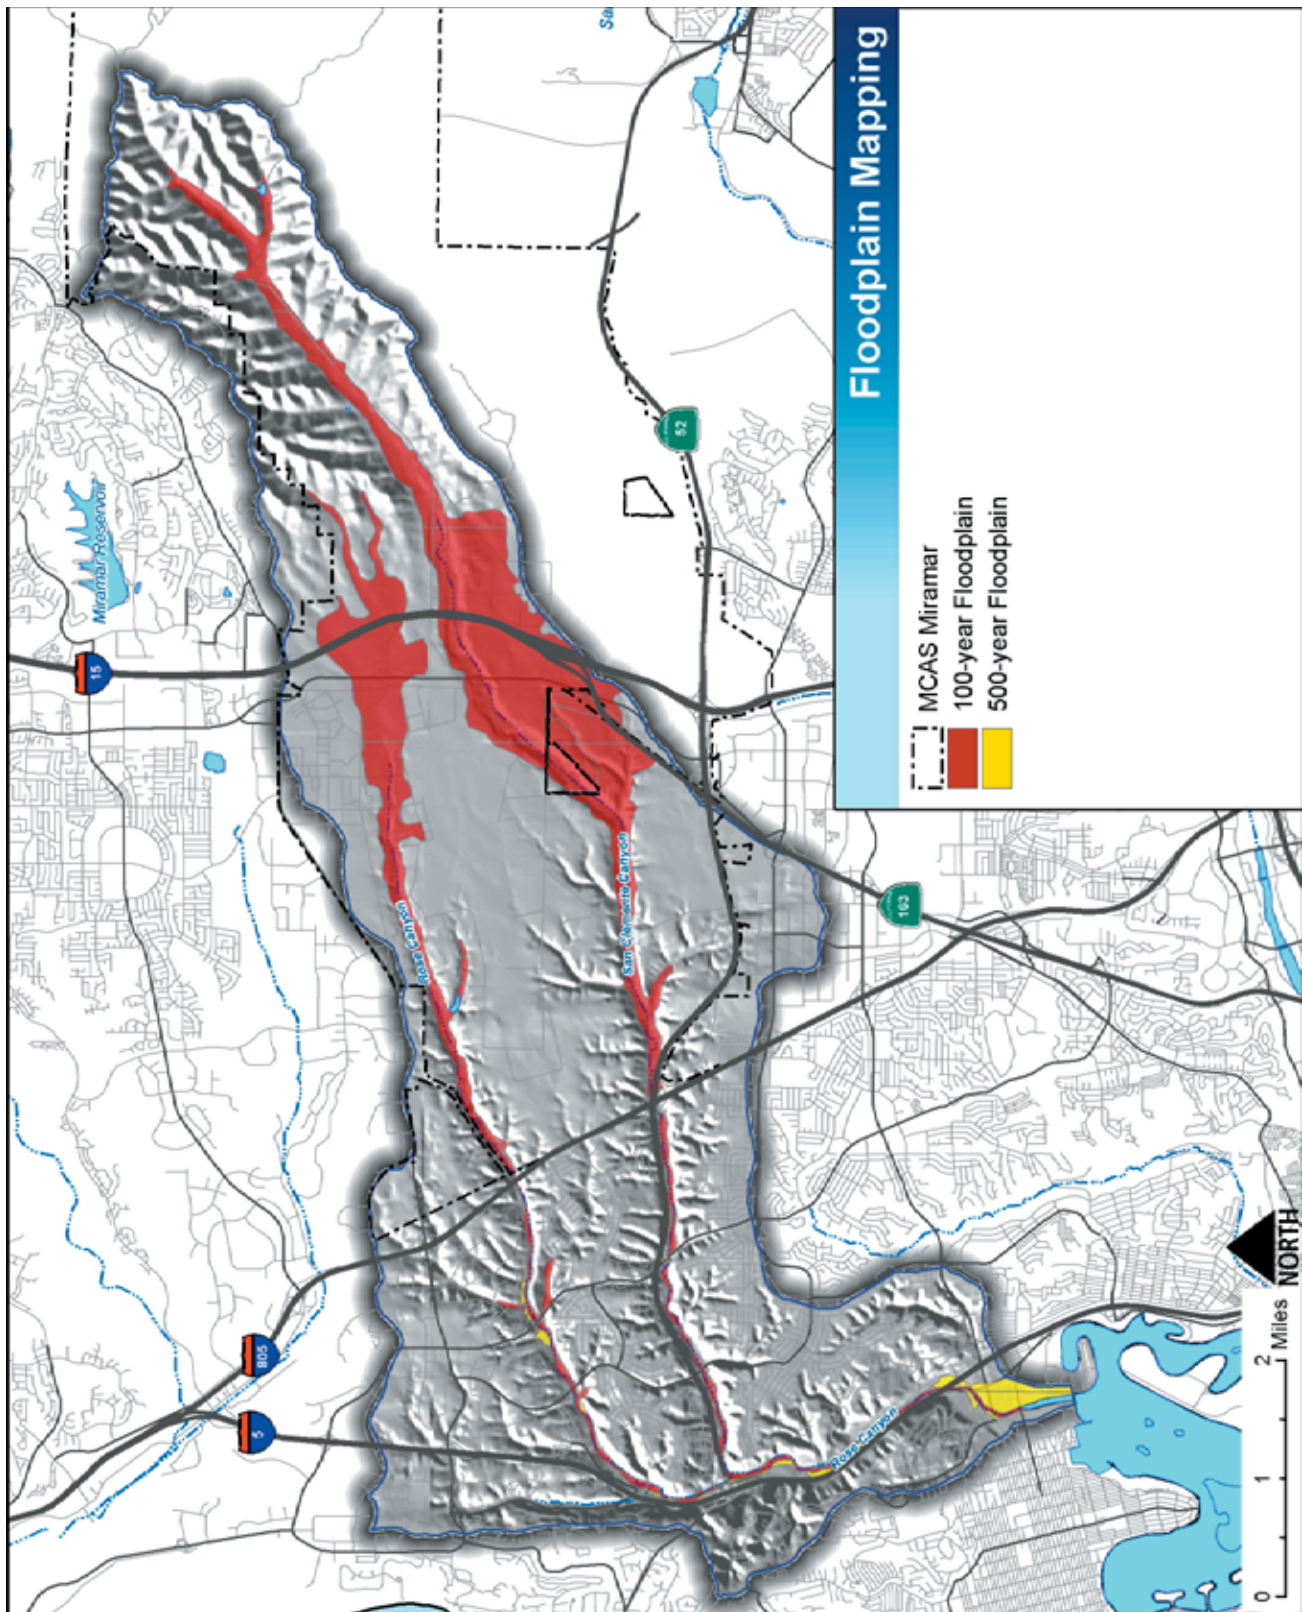 Floodplain Mapping
MCAS Miramar
100-year Floodplain
500-year Floodplain
Miramar Reservoir
15
52
163
805
5
Rose Canyon
San Clemente Canyon
Rose Canyon
Sa
0 1 2 Miles
NORTH